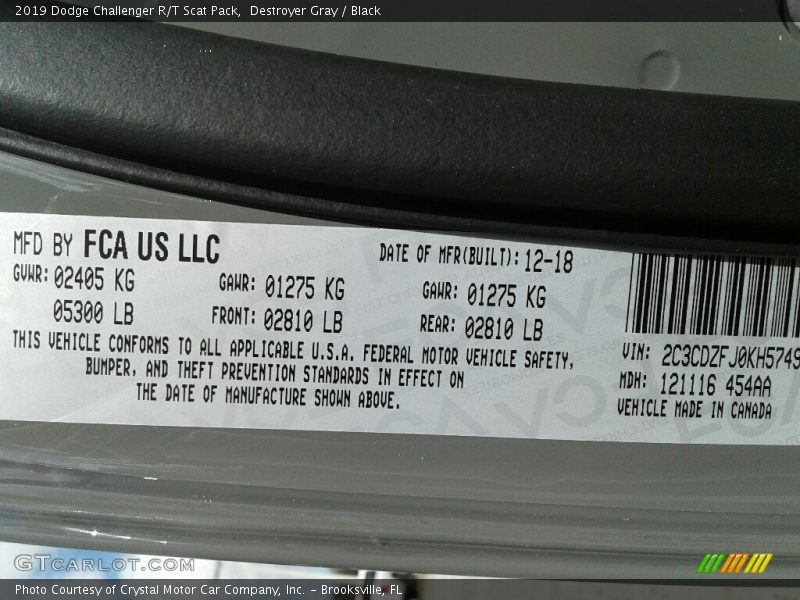 2019 Dodge Challenger R/T Scat Pack,  Destroyer Gray / Black
MFD BY FCA US LLC
DATE OF MFR(BUILT): 12-18
GVWR: 02405 KG
GAWR: 01275 KG
GAWR: 01275 KG
05300 LB
FRONT: 02810 LB
REAR: 02810 LB
THIS VEHICLE CONFORMS TO ALL APPLICABLE U.S.A. FEDERAL MOTOR VEHICLE SAFETY,
BUMPER, AND THEFT PREVENTION STANDARDS IN EFFECT ON
THE DATE OF MANUFACTURE SHOWN ABOVE.
VIN: 2C3CDZFJ0KH5749
MDH: 121116 454AA
VEHICLE MADE IN CANADA
GTCARLOT.COM
Photo Courtesy of Crystal Motor Car Company, Inc. - Brooksville, FL